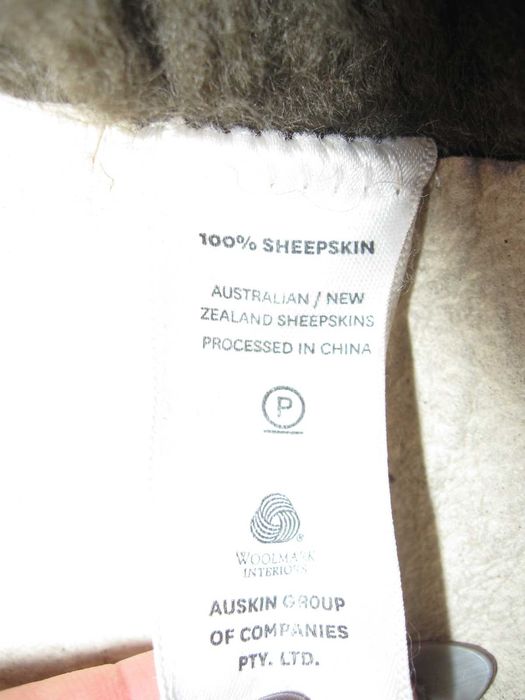 100% SHEEPSKIN
AUSTRALIAN / NEW
ZEALAND SHEEPSKINS
PROCESSED IN CHINA
P
®
WOOLMARK
INTERIORS
AUSKIN GROUP
OF COMPANIES
PTY. LTD.